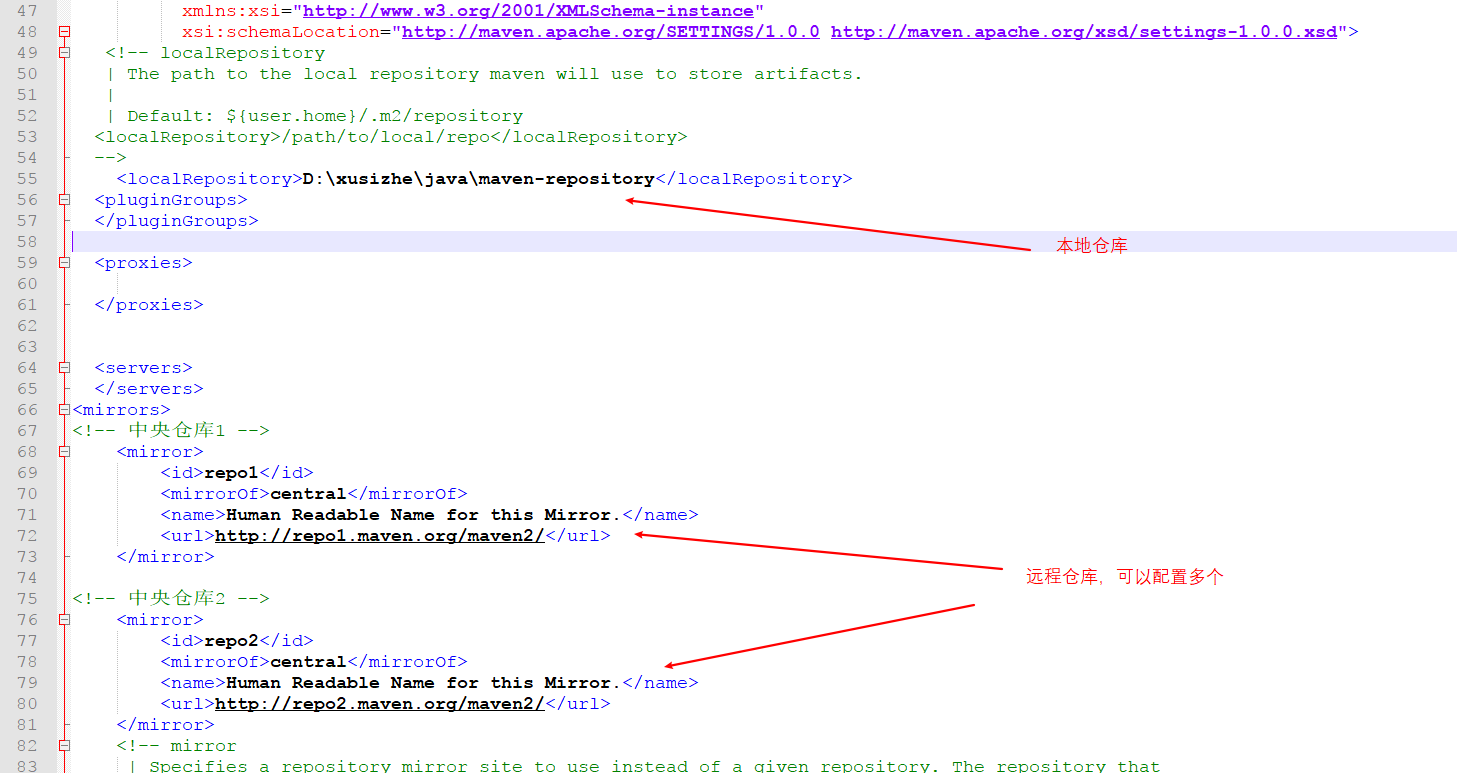 47 xmlns:xsi="http://www.w3.org/2001/XMLSchema-instance"
48 xsi:schemaLocation="http://maven.apache.org/SETTINGS/1.0.0 http://maven.apache.org/xsd/settings-1.0.0.xsd">
49 <!-- localRepository
50 | The path to the local repository maven will use to store artifacts.
51 |
52 | Default: ${user.home}/.m2/repository
53 <localRepository>/path/to/local/repo</localRepository>
54 -->
55 <localRepository>D:\xusizhe\java\maven-repository</localRepository>
56 <pluginGroups>
57 </pluginGroups>
58 本地仓库
59 <proxies>
60
61 </proxies>
62
63
64 <servers>
65 </servers>
66 <mirrors>
67 <!-- 中央仓库1 -->
68 <mirror>
69 <id>repo1</id>
70 <mirrorOf>central</mirrorOf>
71 <name>Human Readable Name for this Mirror.</name>
72 <url>http://repo1.maven.org/maven2/</url>
73 </mirror>
74 远程仓库，可以配置多个
75 <!-- 中央仓库2 -->
76 <mirror>
77 <id>repo2</id>
78 <mirrorOf>central</mirrorOf>
79 <name>Human Readable Name for this Mirror.</name>
80 <url>http://repo2.maven.org/maven2/</url>
81 </mirror>
82 <!-- mirror
83 | Specifies a repository mirror site to use instead of a given repository. The repository that